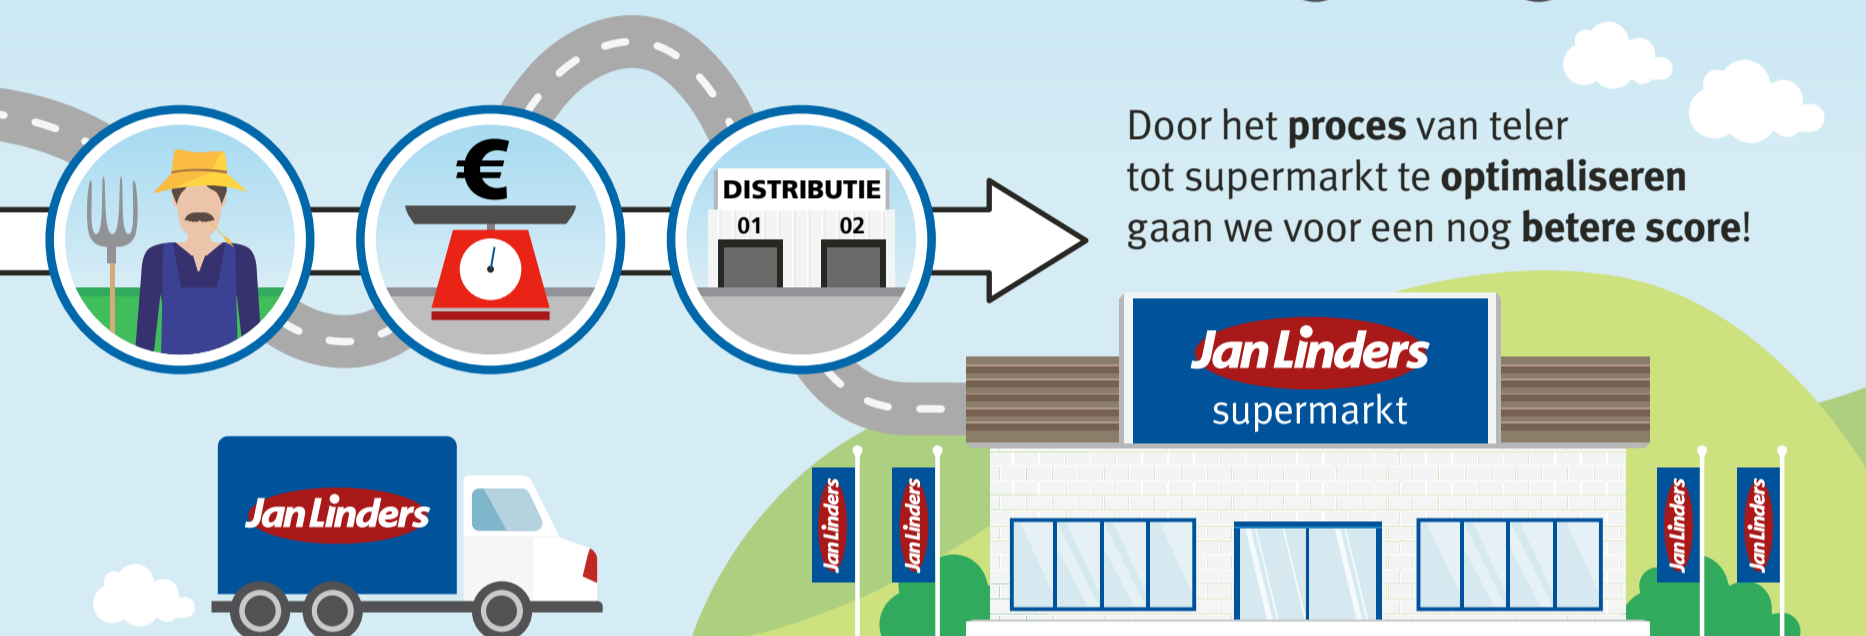 €
DISTRIBUTIE
01 02
Door het proces van teler
tot supermarkt te optimaliseren
gaan we voor een nog betere score!
Jan Linders
supermarkt
Jan Linders
Jan Linders
Jan Linders
Jan Linders
Jan Linders